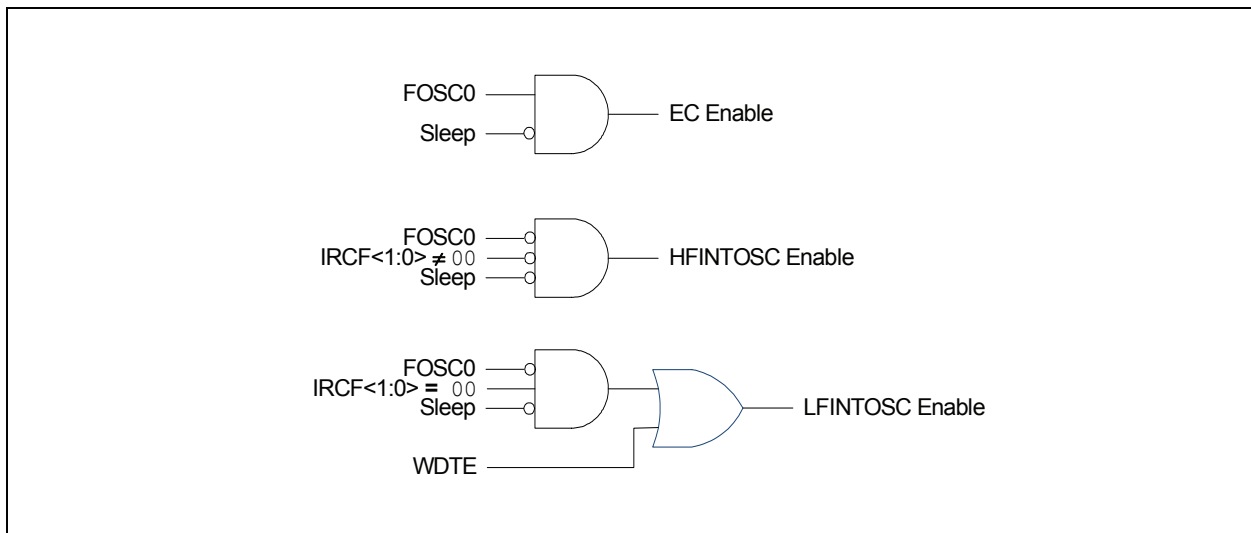 FOSC0
Sleep
EC Enable
FOSC0
IRCF<1:0> ≠ 00
Sleep
HFINTOSC Enable
FOSC0
IRCF<1:0> = 00
Sleep
LFINTOSC Enable
WDTE